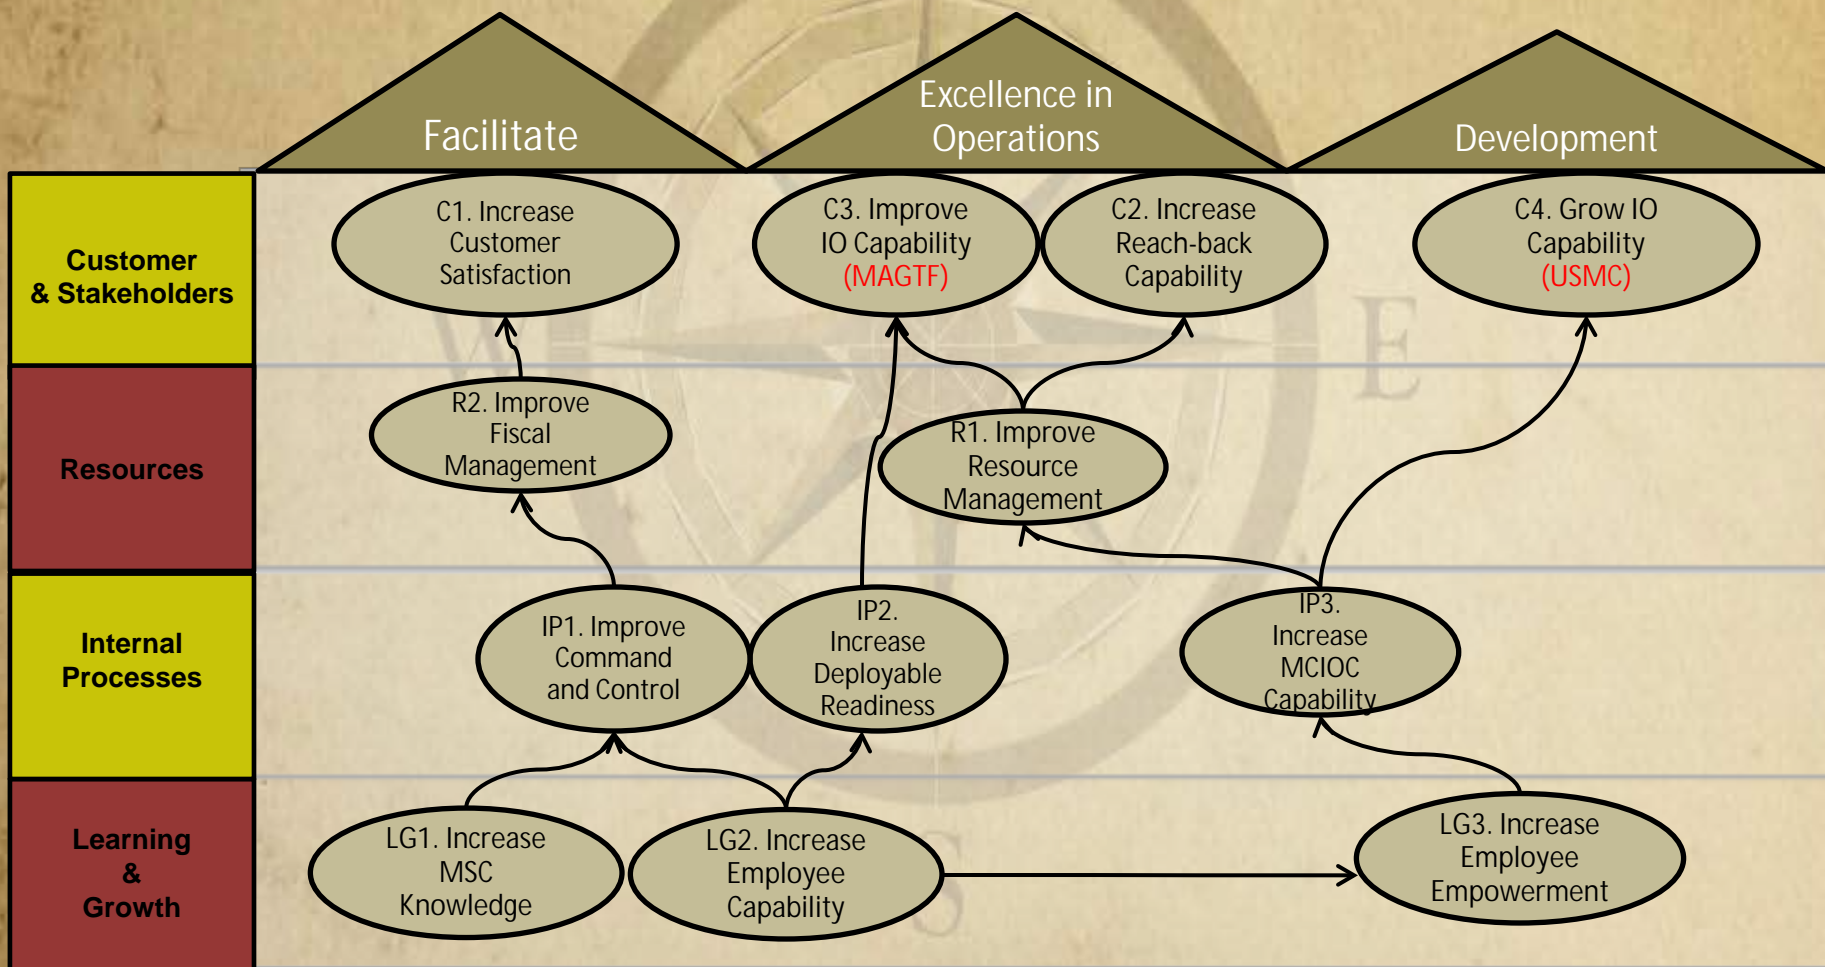 Facilitate
Excellence in
Operations
Development
Customer
& Stakeholders
C1. Increase
Customer
Satisfaction
C3. Improve
IO Capability
(MAGTF)
C2. Increase
Reach-back
Capability
C4. Grow IO
Capability
(USMC)
W
E
Resources
R2. Improve
Fiscal
Management
R1. Improve
Resource
Management
Internal
Processes
IP1. Improve
Command
and Control
IP2.
Increase
Deployable
Readiness
IP3.
Increase
MCIOC
Capability
Learning
&
Growth
LG1. Increase
MSC
Knowledge
LG2. Increase
Employee
Capability
S
LG3. Increase
Employee
Empowerment